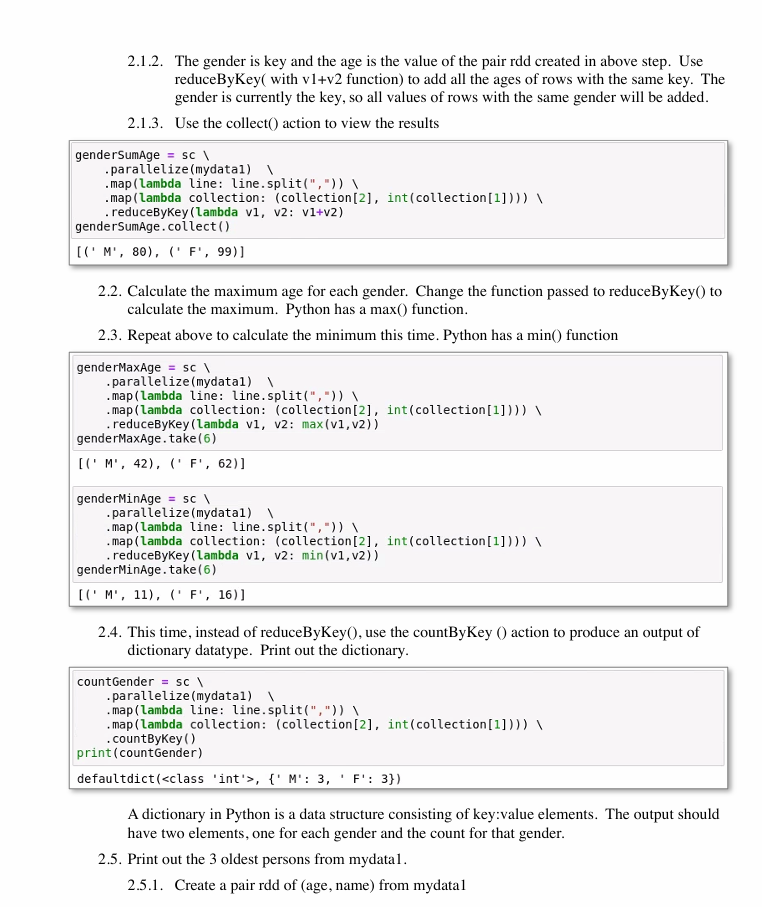 2.1.2. The gender is key and the age is the value of the pair rdd created in above step. Use
reduceByKey( with v1+v2 function) to add all the ages of rows with the same key. The
gender is currently the key, so all values of rows with the same gender will be added.
2.1.3. Use the collect() action to view the results
genderSumAge = sc \
    .parallelize(mydata1)  \
    .map(lambda line: line.split(",")) \
    .map(lambda collection: (collection[2], int(collection[1]))) \
    .reduceByKey(lambda v1, v2: v1+v2)
genderSumAge.collect()
[(' M', 80), (' F', 99)]
2.2. Calculate the maximum age for each gender. Change the function passed to reduceByKey() to
calculate the maximum. Python has a max() function.
2.3. Repeat above to calculate the minimum this time. Python has a min() function
genderMaxAge = sc \
    .parallelize(mydata1)  \
    .map(lambda line: line.split(",")) \
    .map(lambda collection: (collection[2], int(collection[1]))) \
    .reduceByKey(lambda v1, v2: max(v1,v2))
genderMaxAge.take(6)
[(' M', 42), (' F', 62)]
genderMinAge = sc \
    .parallelize(mydata1)  \
    .map(lambda line: line.split(",")) \
    .map(lambda collection: (collection[2], int(collection[1]))) \
    .reduceByKey(lambda v1, v2: min(v1,v2))
genderMinAge.take(6)
[(' M', 11), (' F', 16)]
2.4. This time, instead of reduceByKey(), use the countByKey () action to produce an output of
dictionary datatype. Print out the dictionary.
countGender = sc \
    .parallelize(mydata1)  \
    .map(lambda line: line.split(",")) \
    .map(lambda collection: (collection[2], int(collection[1]))) \
    .countByKey()
print(countGender)
defaultdict(<class 'int'>, {' M': 3, ' F': 3})
A dictionary in Python is a data structure consisting of key:value elements. The output should
have two elements, one for each gender and the count for that gender.
2.5. Print out the 3 oldest persons from mydata1.
2.5.1. Create a pair rdd of (age, name) from mydata1